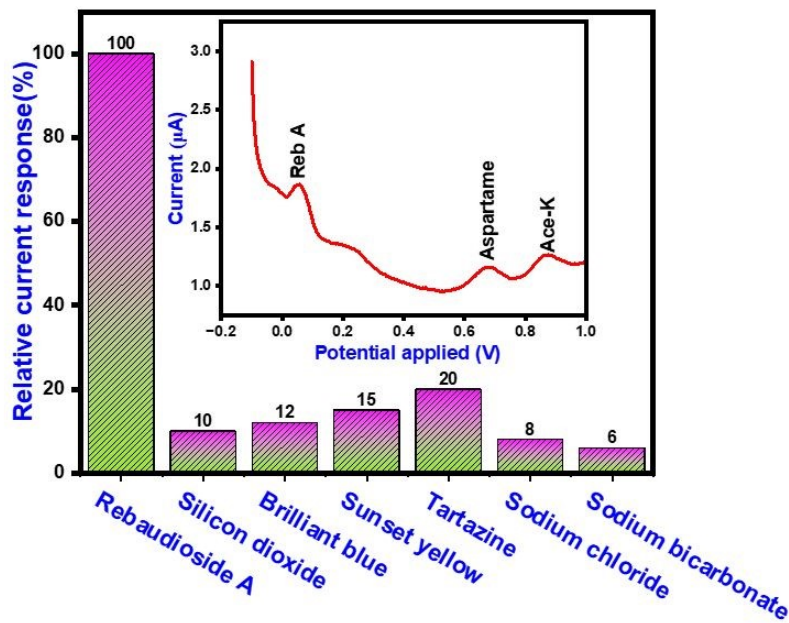 Relative current response(%)
100
80
60
40
20
0
100
10
12
15
20
8
6
Rebaudioside A
Silicon dioxide
Brilliant blue
Sunset yellow
Tartazine
Sodium chloride
Sodium bicarbonate
Current (μA)
3.0
2.5
2.0
1.5
1.0
Reb A
Aspartame
Ace-K
−0.2 0.0 0.2 0.4 0.6 0.8 1.0
Potential applied (V)